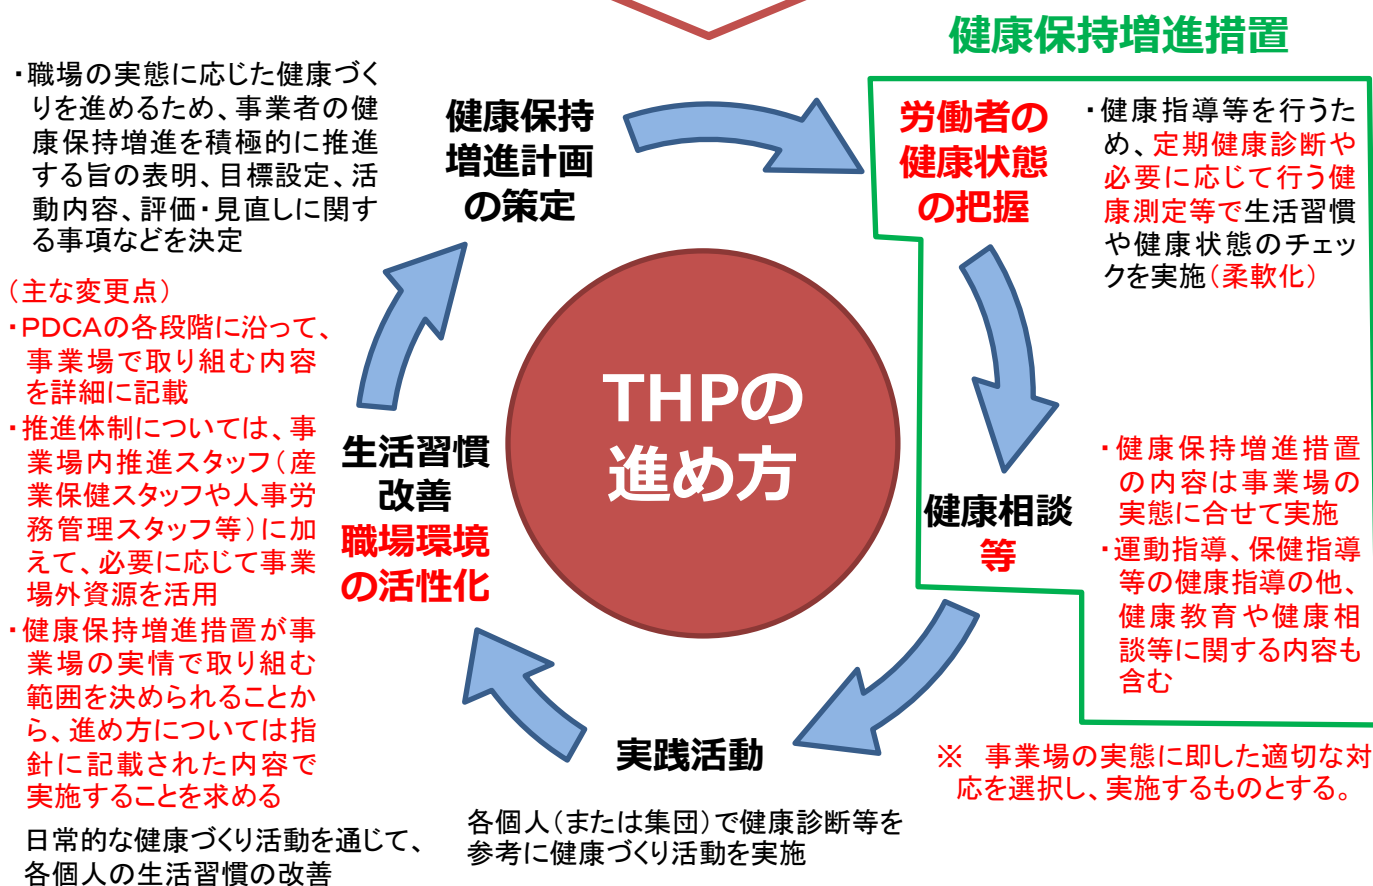 健康保持増進措置
・職場の実態に応じた健康づく
りを進めるため、事業者の健
康保持増進を積極的に推進
する旨の表明、目標設定、活
動内容、評価・見直しに関す
る事項などを決定
（主な変更点）
・PDCAの各段階に沿って、
事業場で取り組む内容
を詳細に記載
・推進体制については、事
業場内推進スタッフ（産
業保健スタッフや人事労
務管理スタッフ等）に加
えて、必要に応じて事業
場外資源を活用
・健康保持増進措置が事
業場の実情で取り組む
範囲を決められることか
ら、進め方については指
針に記載された内容で
実施することを求める
日常的な健康づくり活動を通じて、
各個人の生活習慣の改善
健康保持
増進計画
の策定
労働者の
健康状態
の把握
・健康指導等を行うた
め、定期健康診断や
必要に応じて行う健
康測定等で生活習慣
や健康状態のチェッ
クを実施（柔軟化）
THPの
進め方
健康相談
等
・健康保持増進措置
の内容は事業場の
実態に合せて実施
・運動指導、保健指導
等の健康指導の他、
健康教育や健康相
談等に関する内容も
含む
※　事業場の実態に即した適切な対
応を選択し、実施するものとする。
実践活動
各個人（または集団）で健康診断等を
参考に健康づくり活動を実施
生活習慣
改善
職場環境
の活性化